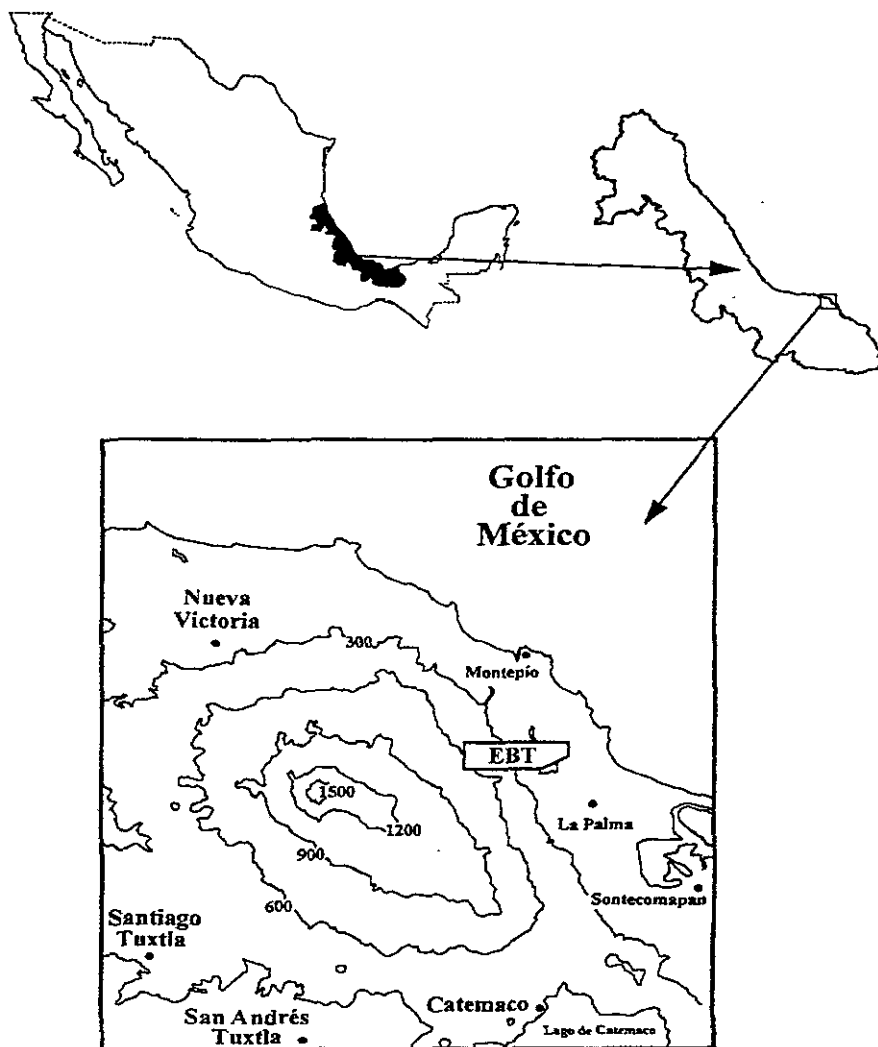 Golfo
de
México
Nueva
Victoria
300
Montepío
EBT
1500
La Palma
1200
900
Sontecomapan
600
Santiago
Tuxtla
Catemaco
San Andrés
Tuxtla
Lago de Catemaco